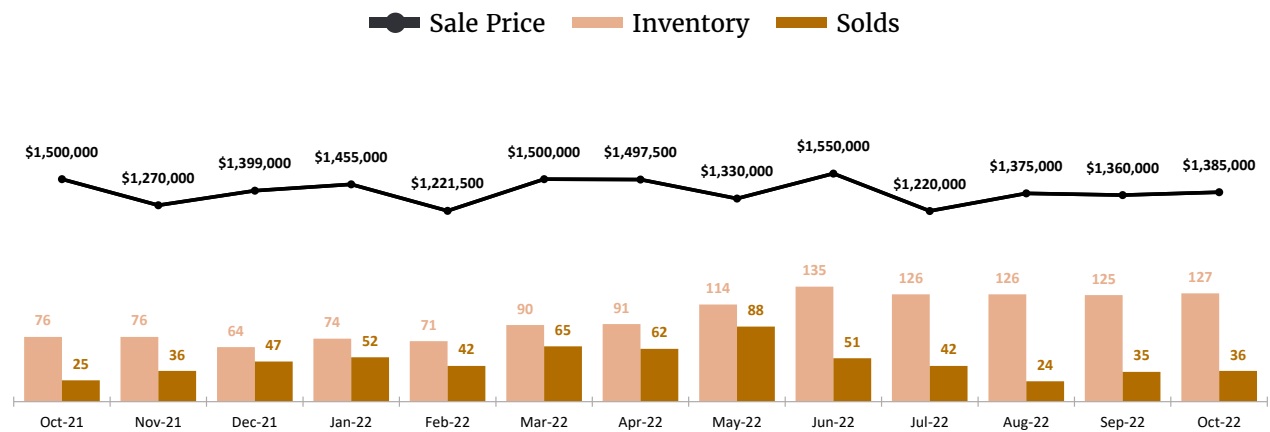 Sale Price Inventory Solds
$1,500,000 $1,270,000 $1,399,000 $1,455,000 $1,221,500 $1,500,000 $1,497,500 $1,330,000 $1,550,000 $1,220,000 $1,375,000 $1,360,000 $1,385,000
76 76 64 74 71 90 91 114 135 126 126 125 127
25 36 47 52 42 65 62 88 51 42 24 35 36
Oct-21 Nov-21 Dec-21 Jan-22 Feb-22 Mar-22 Apr-22 May-22 Jun-22 Jul-22 Aug-22 Sep-22 Oct-22